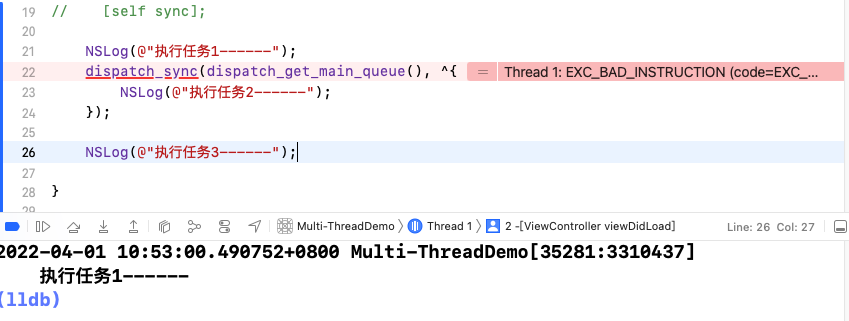 19 // [self sync];
20
21 NSLog(@"执行任务1------");
22 dispatch_sync(dispatch_get_main_queue(), ^{ = Thread 1: EXC_BAD_INSTRUCTION (code=EXC_...
23 NSLog(@"执行任务2------");
24 });
25
26 NSLog(@"执行任务3------");
27
28 }
29
Multi-ThreadDemo 〉 Thread 1 〉 2 -[ViewController viewDidLoad] Line: 26 Col: 27
2022-04-01 10:53:00.490752+0800 Multi-ThreadDemo[35281:3310437]
执行任务1------
(lldb)